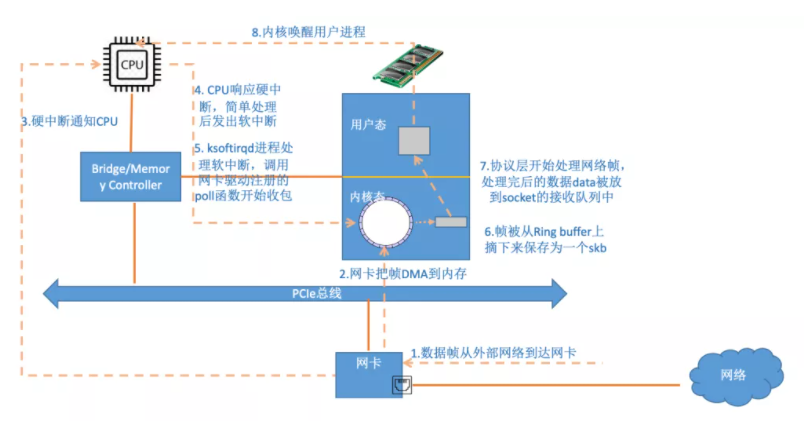 8.内核唤醒用户进程
CPU
3.硬中断通知CPU
4. CPU响应硬中
断，简单处理
后发出软中断
用户态
Bridge/Memor
y Controller
5. ksoftirqd进程处
理软中断，调用
网卡驱动注册的
poll函数开始收包
内核态
7.协议层开始处理网络帧，
处理完后的数据data被放
到socket的接收队列中
6.帧被从Ring buffer上
摘下来保存为一个skb
2.网卡把帧DMA到内存
PCIe总线
1.数据帧从外部网络到达网卡
网卡
网络